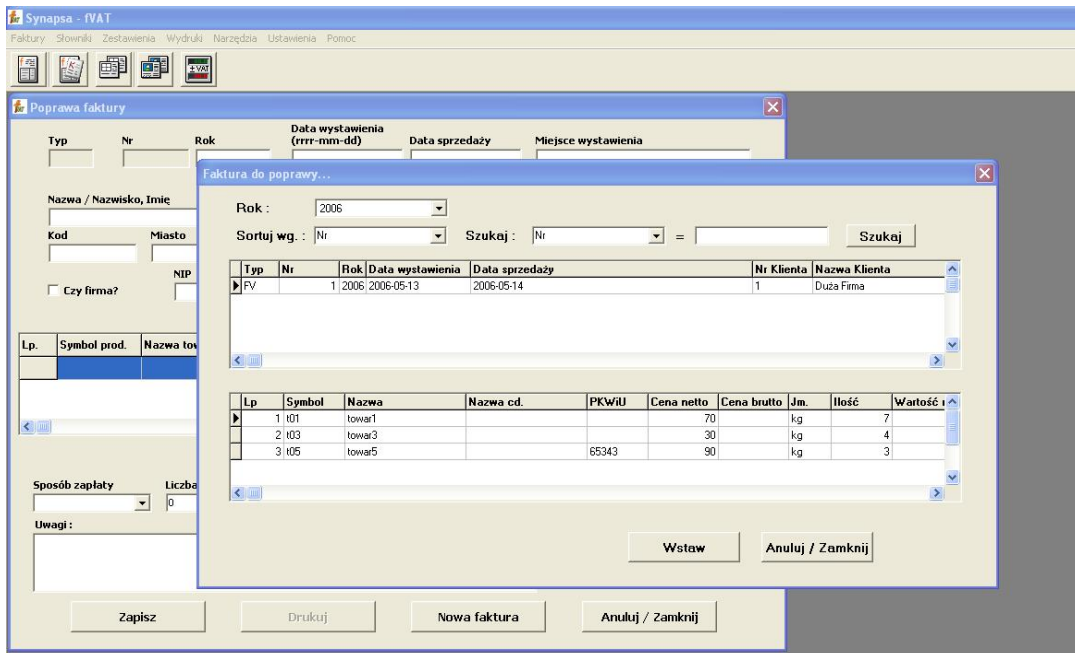 Synapsa - fVAT
Faktury Słowniki Zestawienia Wydruki Narzędzia Ustawienia Pomoc
±VAT
Poprawa faktury
Typ Nr Rok Data wystawienia (rrrr-mm-dd) Data sprzedaży Miejsce wystawienia
Nazwa / Nazwisko, Imię
Kod Miasto
NIP
Czy firma?
Lp. Symbol prod. Nazwa tow
Sposób zapłaty Liczba
0
Uwagi :
Zapisz Drukuj Nowa faktura Anuluj / Zamknij
Faktura do poprawy...
Rok : 2006
Sortuj wg. : Nr Szukaj : Nr = Szukaj
Typ Nr Rok Data wystawienia Data sprzedaży Nr Klienta Nazwa Klienta
FV 1 2006 2006-05-13 2006-05-14 1 Duża Firma
Lp Symbol Nazwa Nazwa cd. PKWiU Cena netto Cena brutto Jm. Ilość Wartość
1 t01 towar1 70 kg 7
2 t03 towar3 30 kg 4
3 t05 towar5 65343 90 kg 3
Wstaw Anuluj / Zamknij